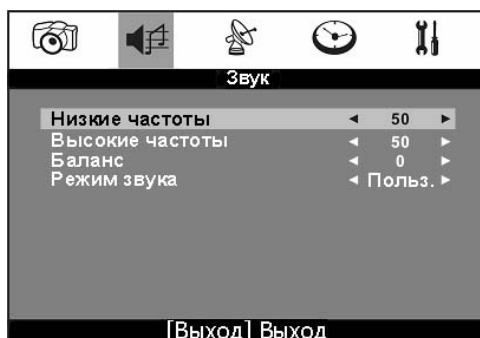 Звук
Низкие частоты ◄ 50 ►
Высокие частоты ◄ 50 ►
Баланс ◄ 0 ►
Режим звука ◄ Польз. ►
[Выход] Выход